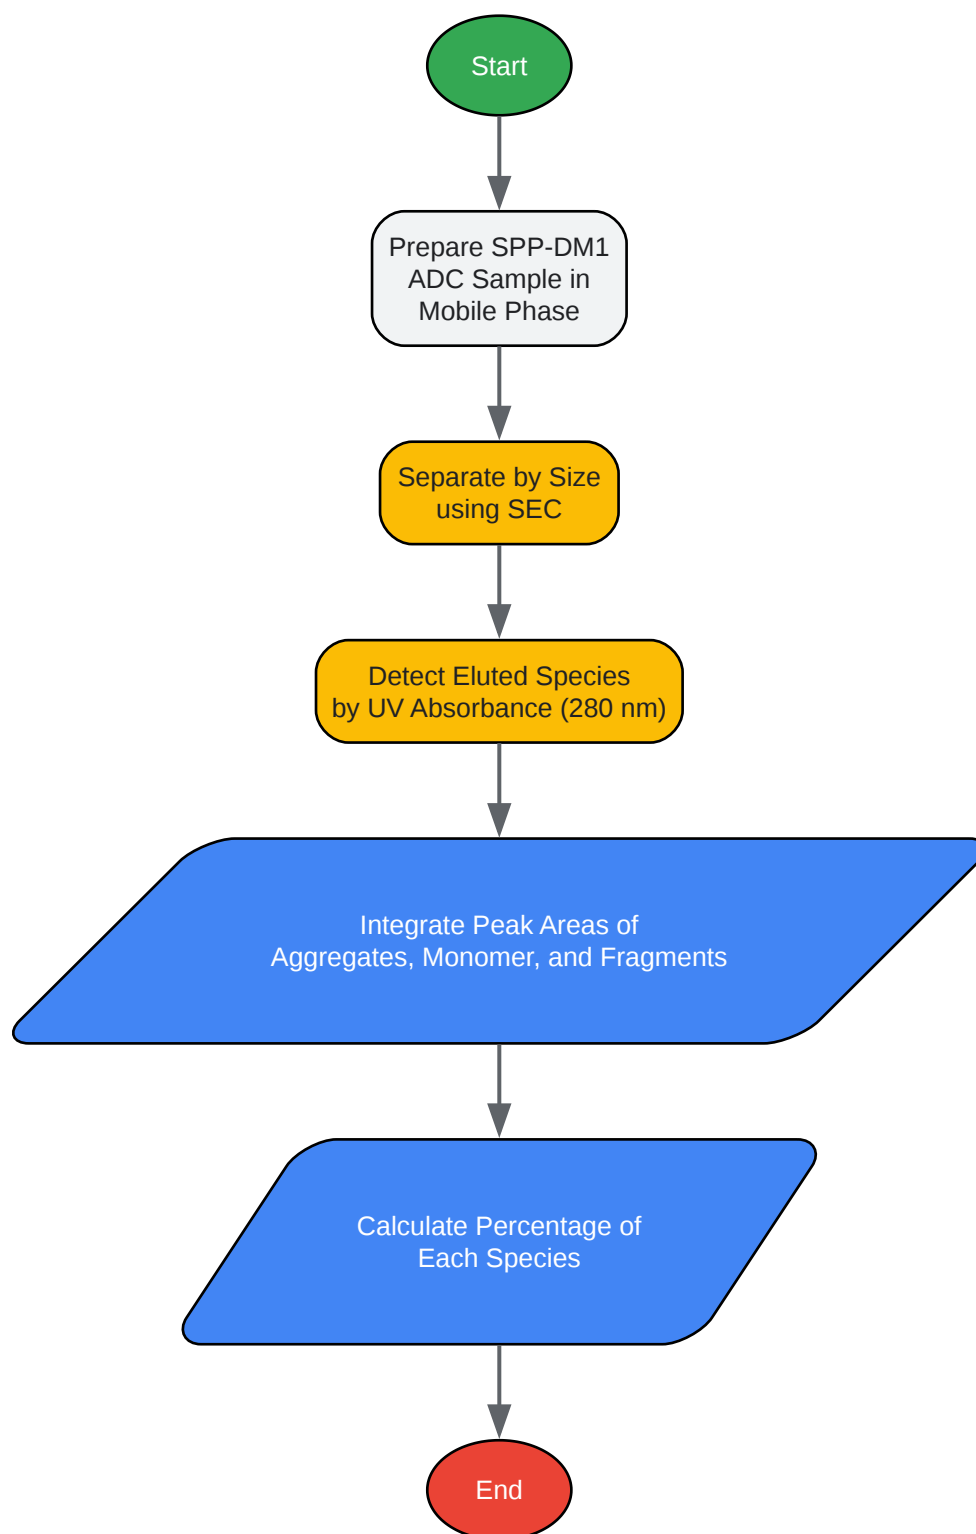 Start
Prepare SPP-DM1
ADC Sample in
Mobile Phase
Separate by Size
using SEC
Detect Eluted Species
by UV Absorbance (280 nm)
Integrate Peak Areas of
Aggregates, Monomer, and Fragments
Calculate Percentage of
Each Species
End